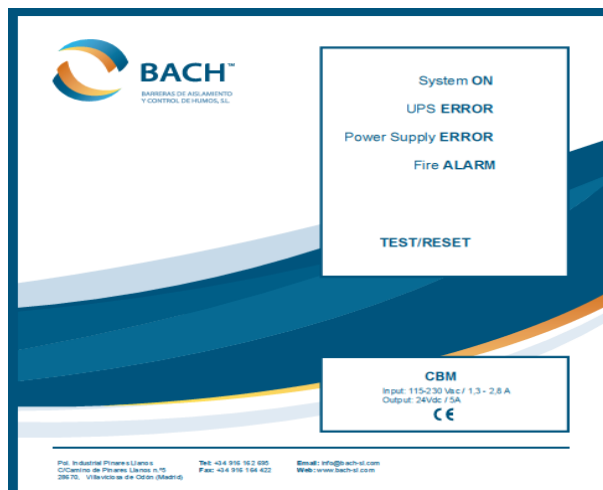 BACH™
BARRERAS DE AISLAMIENTO
Y CONTROL DE HUMOS, S.L.
System ON
UPS ERROR
Power Supply ERROR
Fire ALARM
TEST/RESET
CBM
Input: 115-230 Vac / 1,3 - 2,8 A
Output: 24Vdc / 5A
CE
Pol. Industrial Pinares Llanos
C/Camino de Pinares Llanos n.º5
28670, Villaviciosa de Odón (Madrid)
Tel: +34 916 162 695
Fax: +34 916 164 422
Email: info@bach-sl.com
Web: www.bach-sl.com